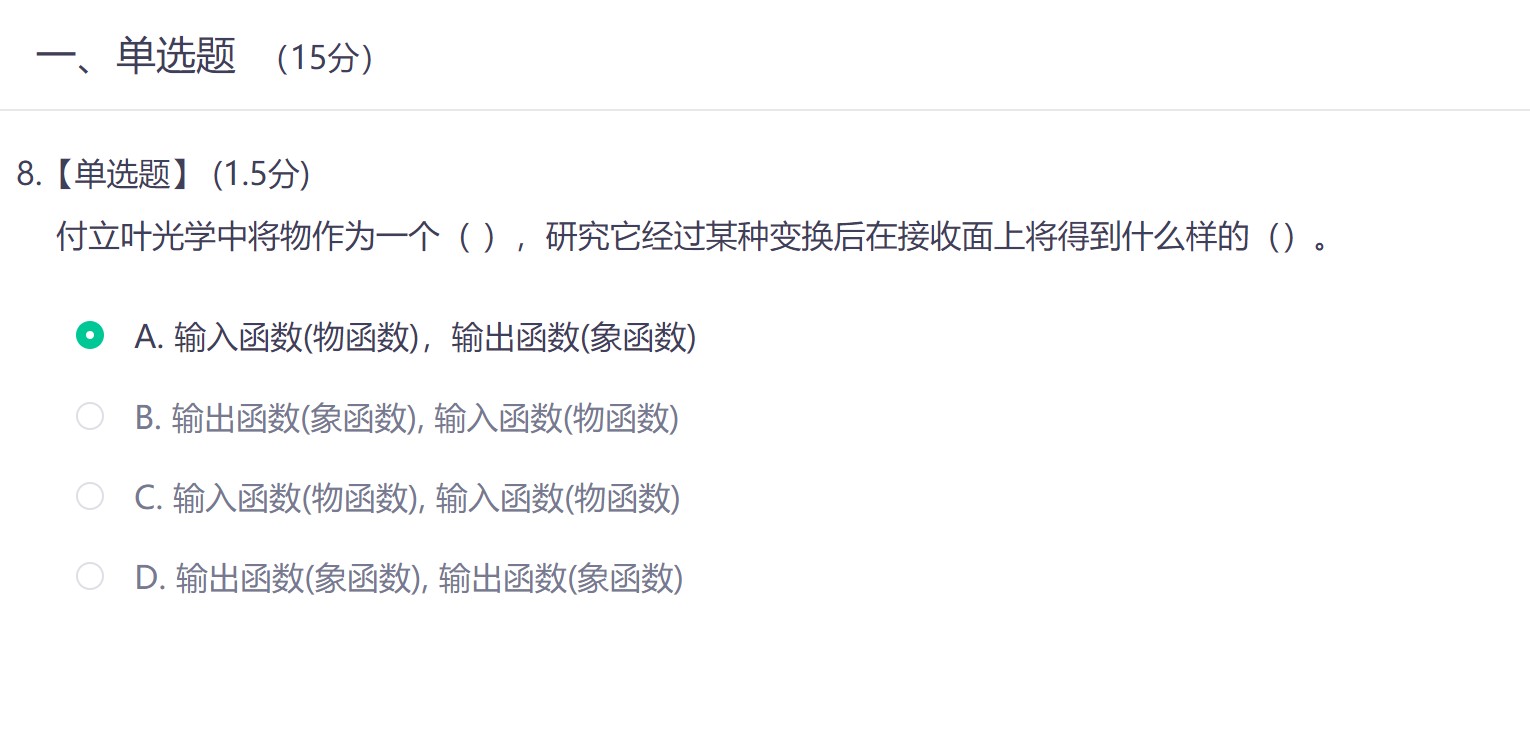 一、单选题 （15分）
8.【单选题】 (1.5分)
付立叶光学中将物作为一个（ ），研究它经过某种变换后在接收面上将得到什么样的（）。
A. 输入函数(物函数)，输出函数(象函数)
B. 输出函数(象函数), 输入函数(物函数)
C. 输入函数(物函数), 输入函数(物函数)
D. 输出函数(象函数), 输出函数(象函数)